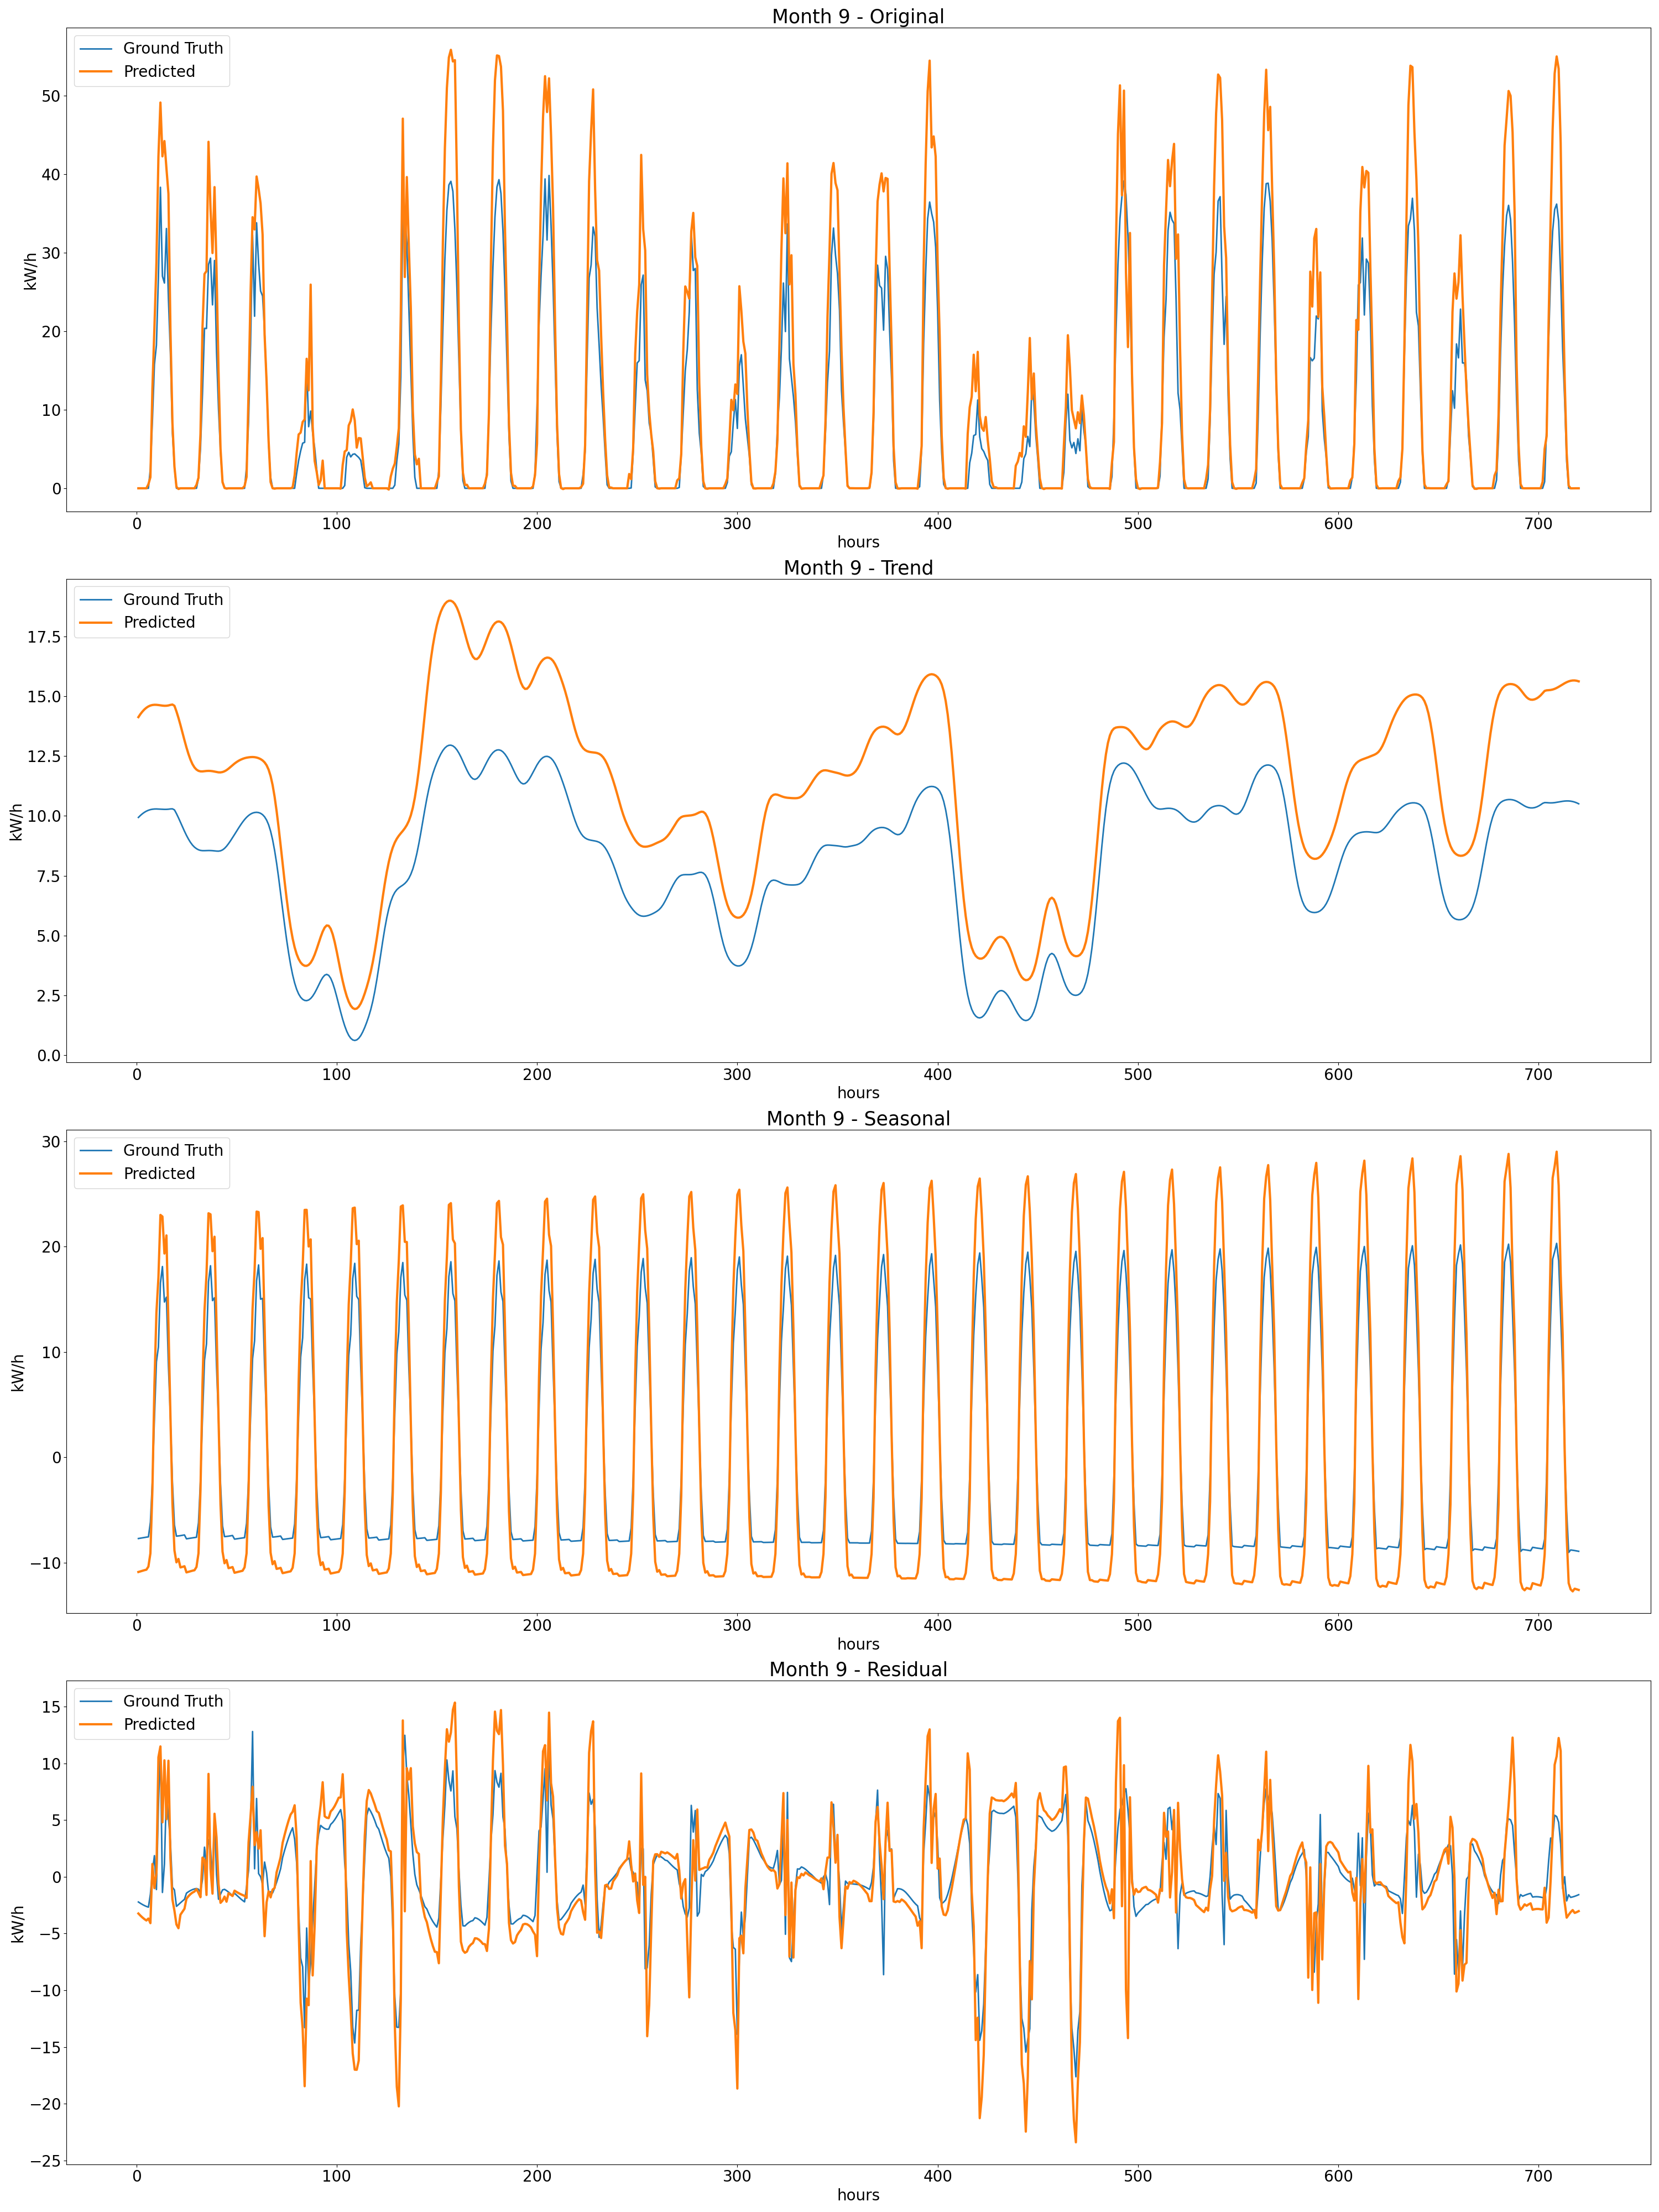 Month 9 - Original
Ground Truth
Predicted
kW/h
50
40
30
20
10
0
0 100 200 300 400 500 600 700
hours
Month 9 - Trend
Ground Truth
Predicted
kW/h
17.5
15.0
12.5
10.0
7.5
5.0
2.5
0.0
0 100 200 300 400 500 600 700
hours
Month 9 - Seasonal
Ground Truth
Predicted
kW/h
30
20
10
0
−10
0 100 200 300 400 500 600 700
hours
Month 9 - Residual
Ground Truth
Predicted
kW/h
15
10
5
0
−5
−10
−15
−20
−25
0 100 200 300 400 500 600 700
hours